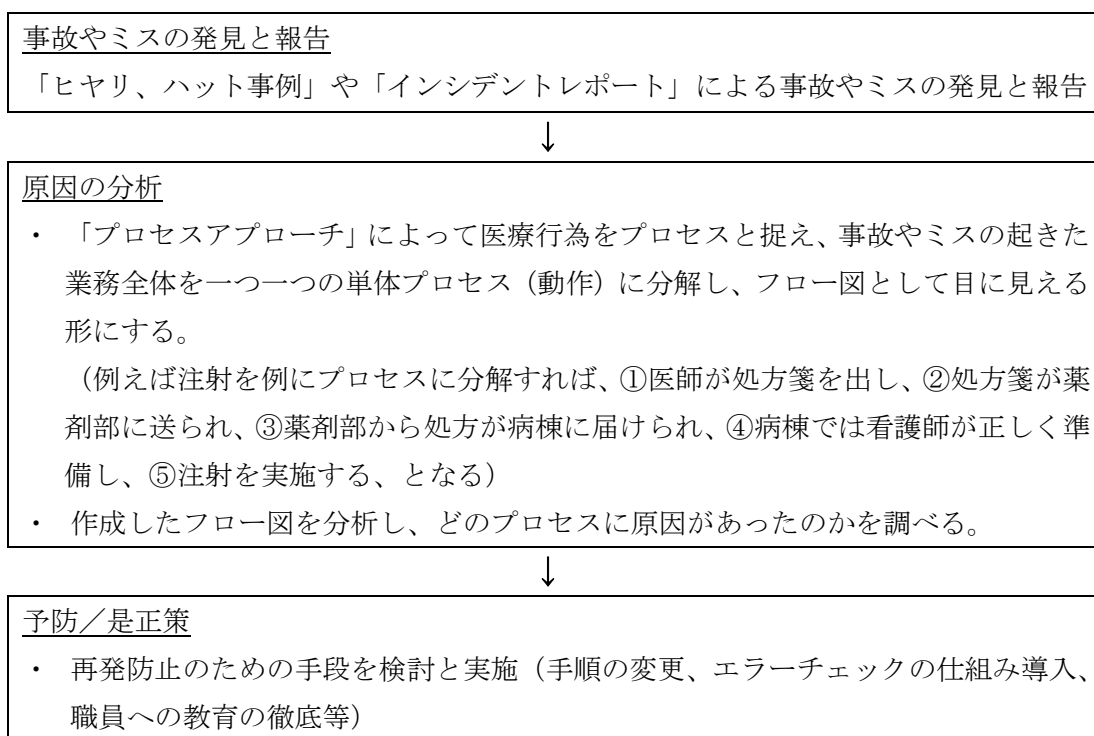 事故やミスの発見と報告
「ヒヤリ、ハット事例」や「インシデントレポート」による事故やミスの発見と報告
↓
原因の分析
・ 「プロセスアプローチ」によって医療行為をプロセスと捉え、事故やミスの起きた
業務全体を一つ一つの単体プロセス（動作）に分解し、フロー図として目に見える
形にする。
（例えば注射を例にプロセスに分解すれば、①医師が処方箋を出し、②処方箋が薬
剤部に送られ、③薬剤部から処方が病棟に届けられ、④病棟では看護師が正しく準
備し、⑤注射を実施する、となる）
・ 作成したフロー図を分析し、どのプロセスに原因があったのかを調べる。
↓
予防／是正策
・ 再発防止のための手段を検討と実施（手順の変更、エラーチェックの仕組み導入、
職員への教育の徹底等）